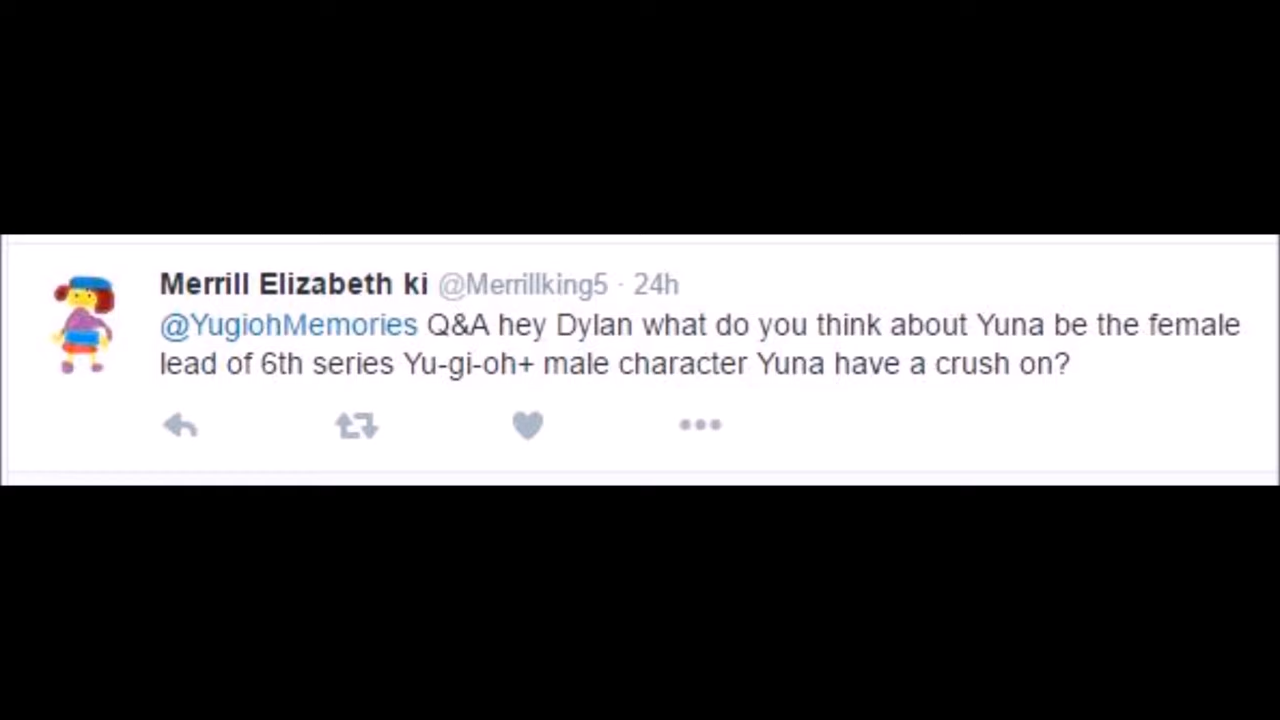 Merrill Elizabeth ki @Merrillking5 · 24h
@YugiohMemories Q&A hey Dylan what do you think about Yuna be the female
lead of 6th series Yu-gi-oh+ male character Yuna have a crush on?